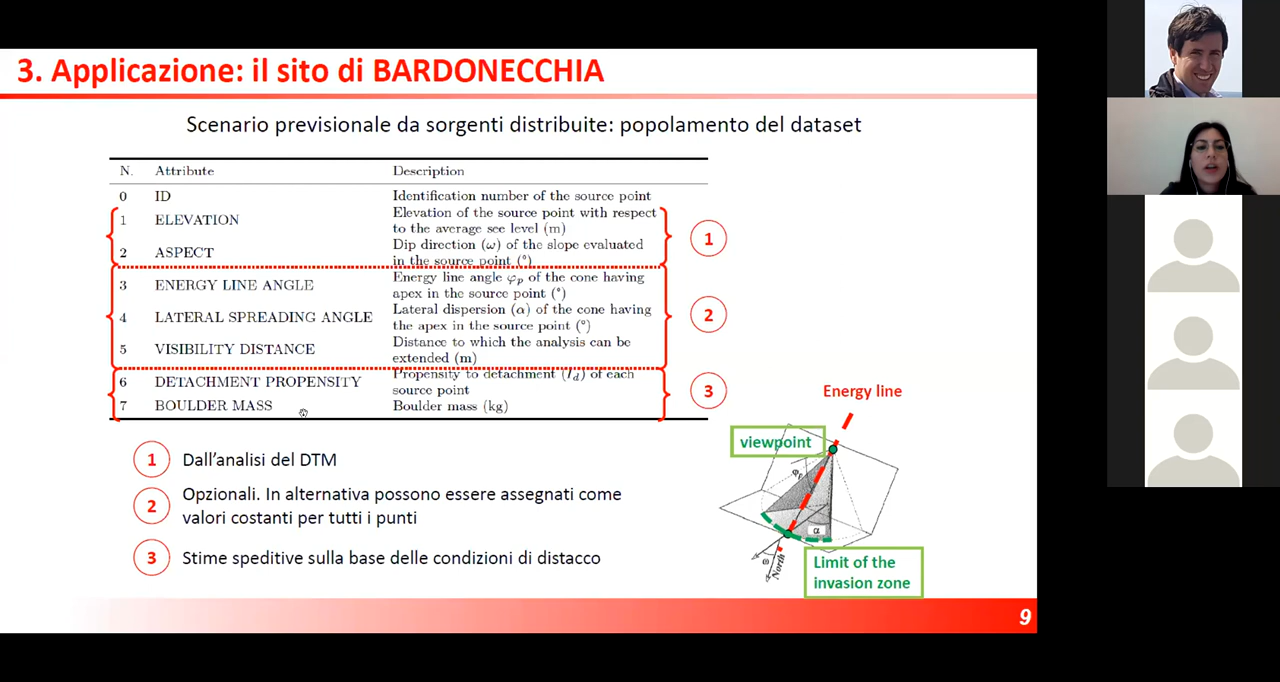 3. Applicazione: il sito di BARDONECCHIA
Scenario previsionale da sorgenti distribuite: popolamento del dataset
N. Attribute Description
0 ID Identification number of the source point
1 ELEVATION Elevation of the source point with respect
to the average see level (m)
2 ASPECT Dip direction (ω) of the slope evaluated
in the source point (°)
3 ENERGY LINE ANGLE Energy line angle φp of the cone having
apex in the source point (°)
4 LATERAL SPREADING ANGLE Lateral dispersion (α) of the cone having
the apex in the source point (°)
5 VISIBILITY DISTANCE Distance to which the analysis can be
extended (m)
6 DETACHMENT PROPENSITY Propensity to detachment (Id) of each
source point
7 BOULDER MASS Boulder mass (kg)
1
2
3
1 Dall'analisi del DTM
2 Opzionali. In alternativa possono essere assegnati come
valori costanti per tutti i punti
3 Stime speditive sulla base delle condizioni di distacco
Energy line
viewpoint
φp
α
ω
North
Limit of the
invasion zone
9